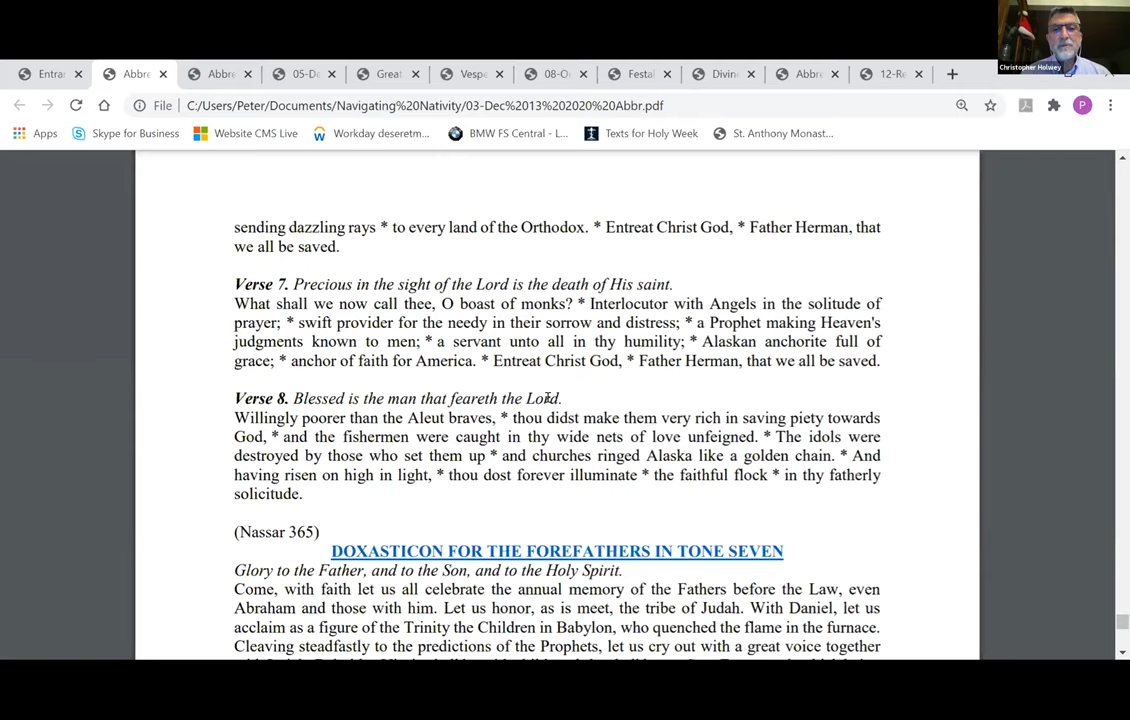 Christopher Holwey
Entrar
Abbre
Abbre
05-De
Great
Vespe
08-O
Festal
Divin
Abbre
12-Re
File C:/Users/Peter/Documents/Navigating%20Nativity/03-Dec%2013%202020%20Abbr.pdf P
Apps Skype for Business Website CMS Live Workday deseretm... BMW FS Central - L... Texts for Holy Week St. Anthony Monast...
sending dazzling rays * to every land of the Orthodox. * Entreat Christ God, * Father Herman, that
we all be saved.
Verse 7. Precious in the sight of the Lord is the death of His saint.
What shall we now call thee, O boast of monks? * Interlocutor with Angels in the solitude of
prayer; * swift provider for the needy in their sorrow and distress; * a Prophet making Heaven's
judgments known to men; * a servant unto all in thy humility; * Alaskan anchorite full of
grace; * anchor of faith for America. * Entreat Christ God, * Father Herman, that we all be saved.
Verse 8. Blessed is the man that feareth the Lord.
Willingly poorer than the Aleut braves, * thou didst make them very rich in saving piety towards
God, * and the fishermen were caught in thy wide nets of love unfeigned. * The idols were
destroyed by those who set them up * and churches ringed Alaska like a golden chain. * And
having risen on high in light, * thou dost forever illuminate * the faithful flock * in thy fatherly
solicitude.
(Nassar 365)
DOXASTICON FOR THE FOREFATHERS IN TONE SEVEN
Glory to the Father, and to the Son, and to the Holy Spirit.
Come, with faith let us all celebrate the annual memory of the Fathers before the Law, even
Abraham and those with him. Let us honor, as is meet, the tribe of Judah. With Daniel, let us
acclaim as a figure of the Trinity the Children in Babylon, who quenched the flame in the furnace.
Cleaving steadfastly to the predictions of the Prophets, let us cry out with a great voice together